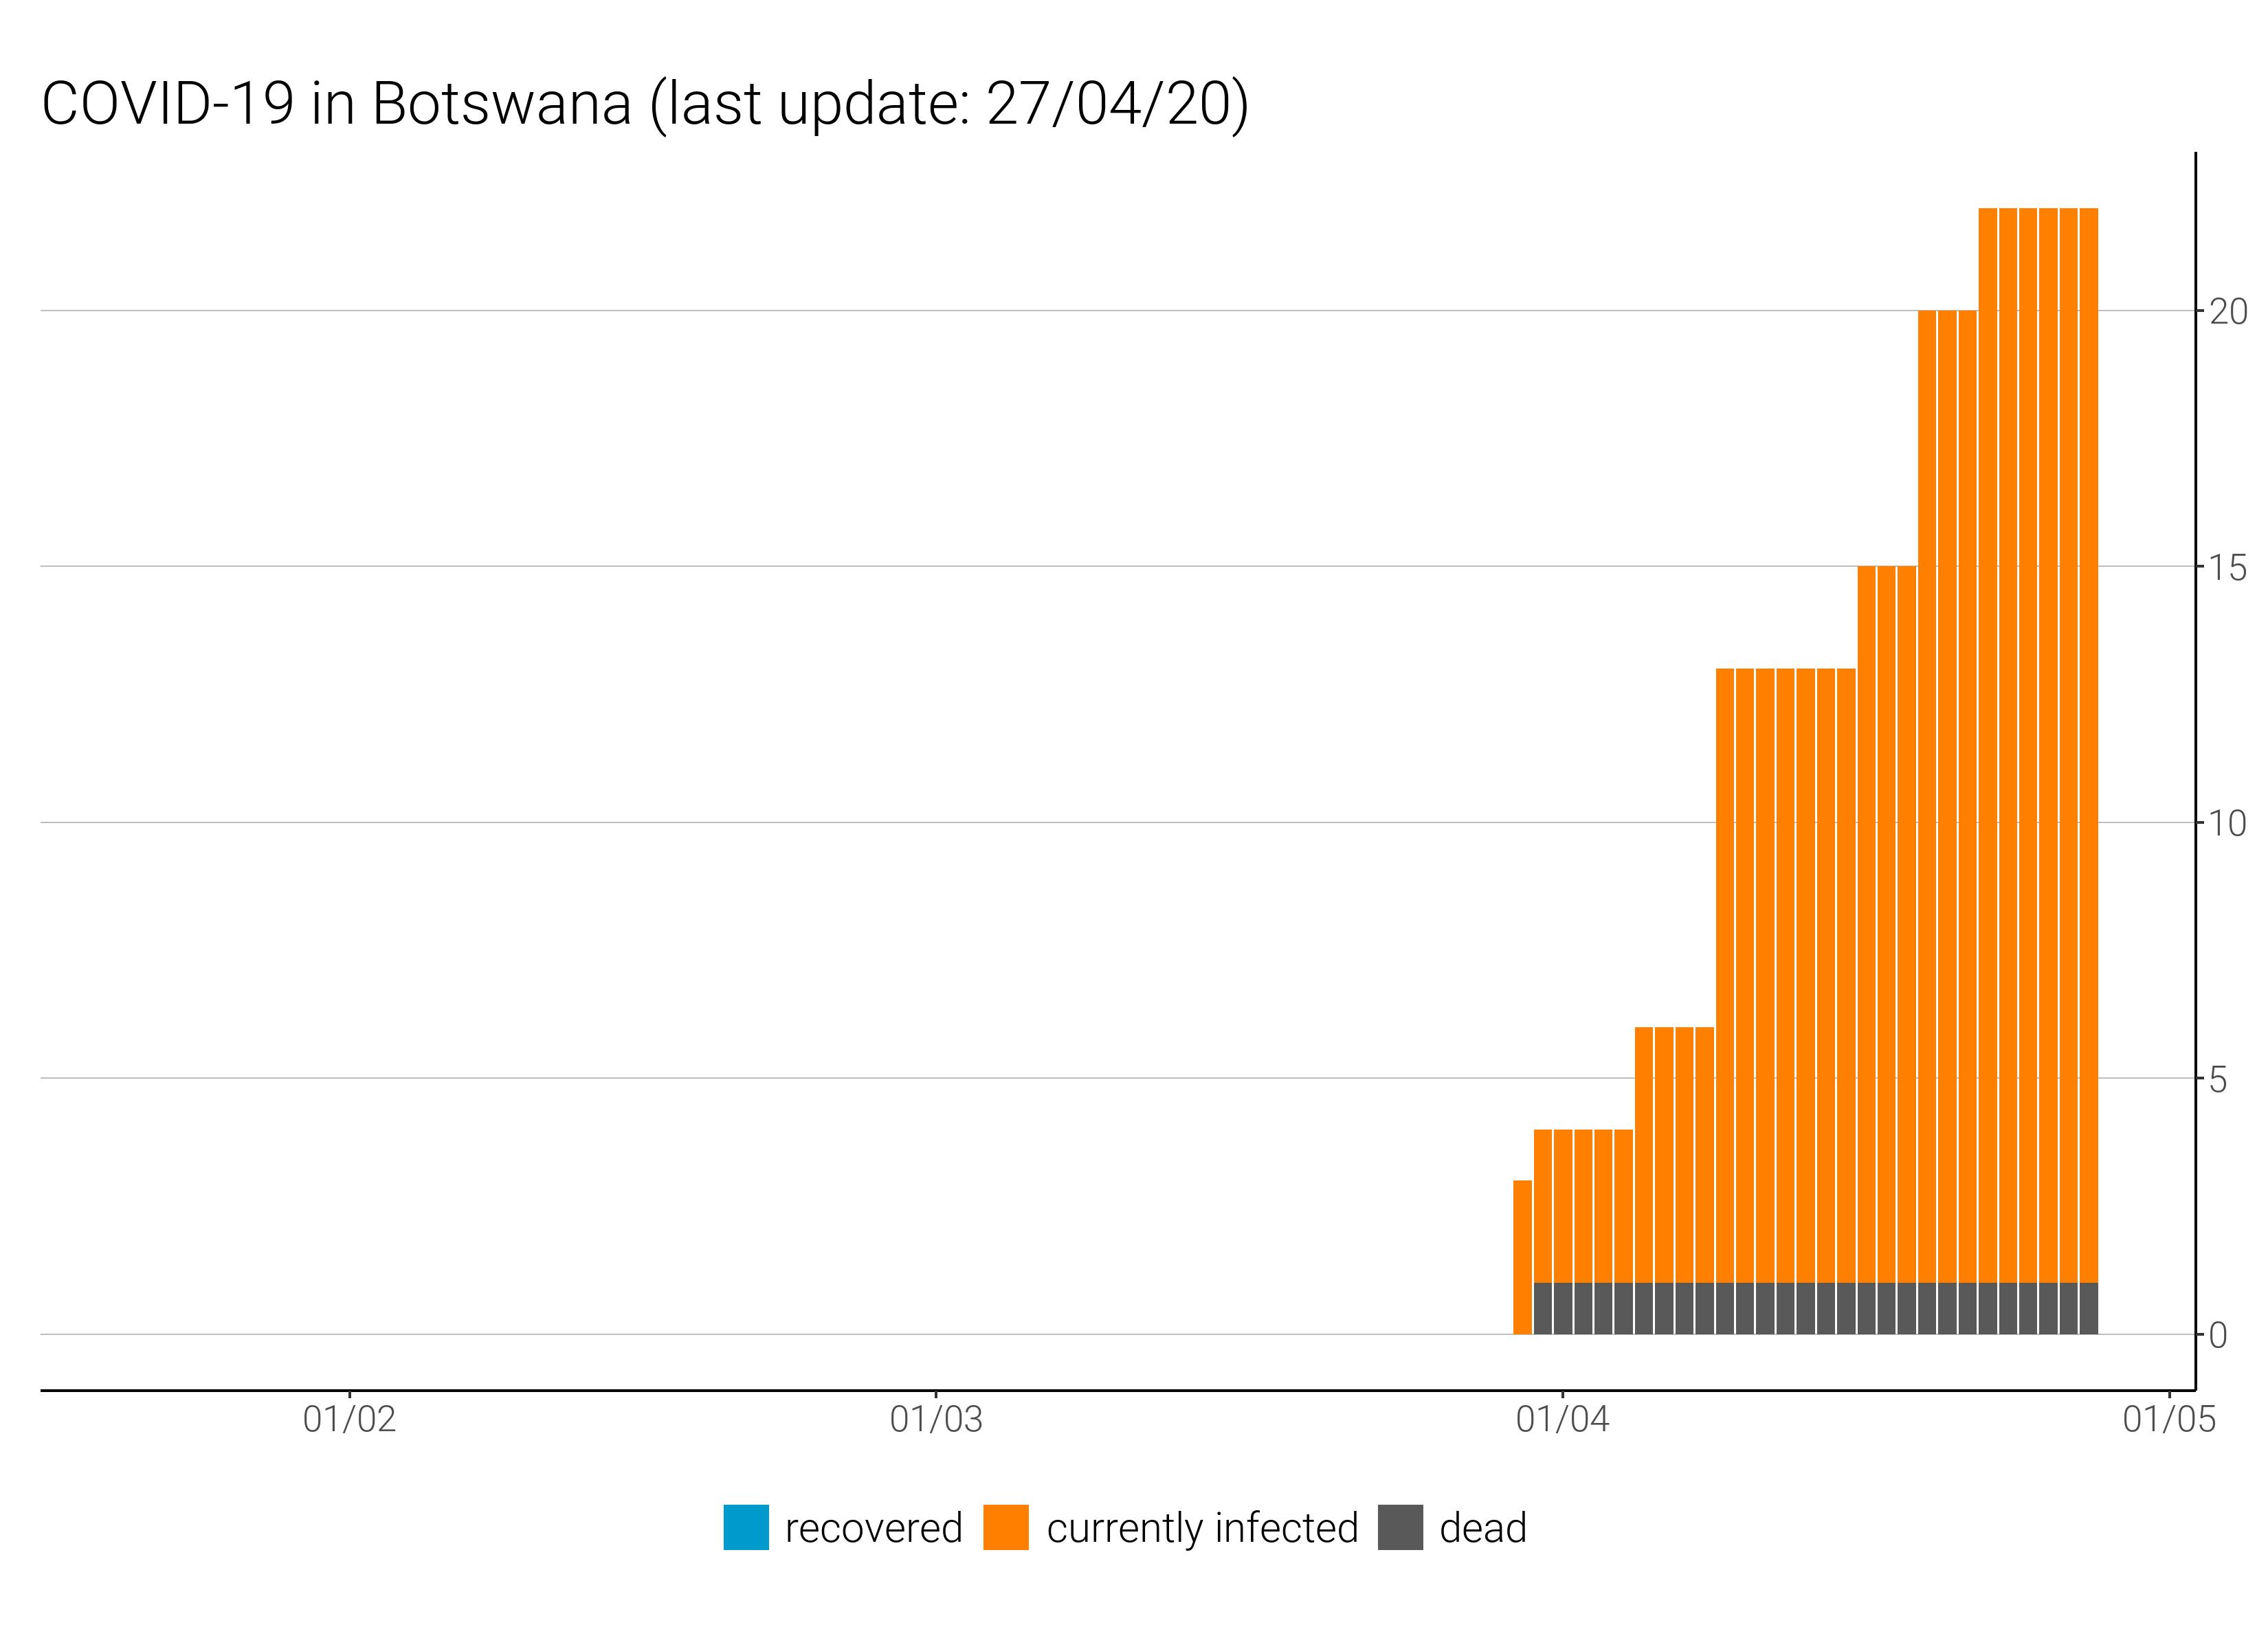 COVID-19 in Botswana (last update: 27/04/20)
20
15
10
5
0
01/02 01/03 01/04 01/05
recovered currently infected dead